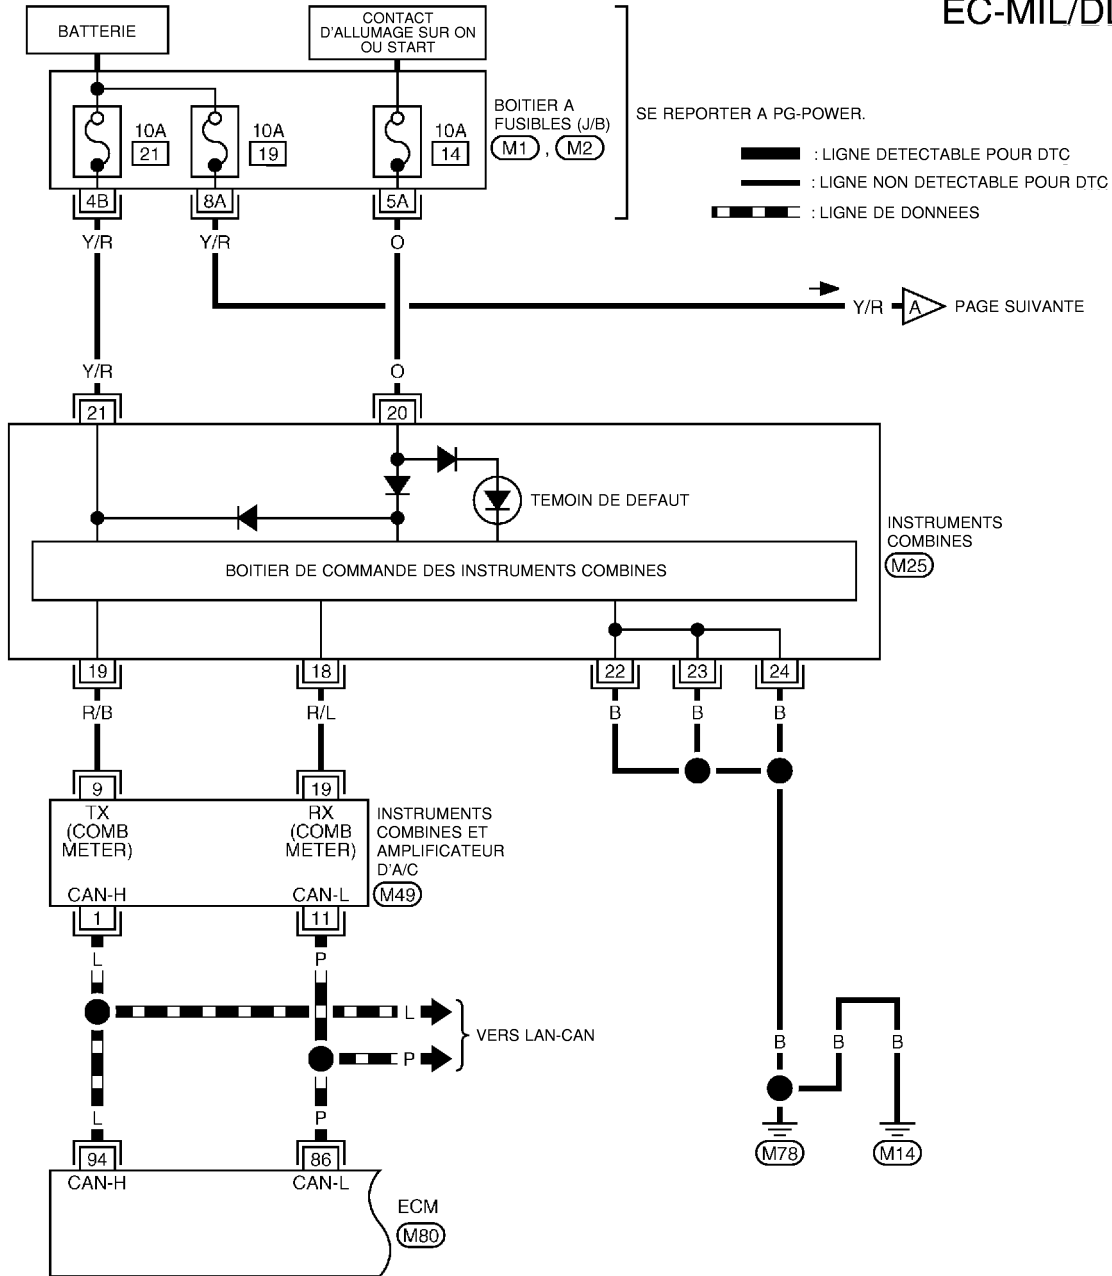 EC-MIL/DL
BATTERIE
CONTACT
D'ALLUMAGE SUR ON
OU START
10A
21
10A
19
10A
14
BOITIER A
FUSIBLES (J/B)
M1 , M2
SE REPORTER A PG-POWER.
: LIGNE DETECTABLE POUR DTC
: LIGNE NON DETECTABLE POUR DTC
: LIGNE DE DONNEES
4B
8A
5A
Y/R
Y/R
O
Y/R
A
PAGE SUIVANTE
Y/R
O
21
20
TEMOIN DE DEFAUT
INSTRUMENTS
COMBINES
M25
BOITIER DE COMMANDE DES INSTRUMENTS COMBINES
19
18
22
23
24
R/B
R/L
B
B
B
9
19
TX
(COMB
METER)
RX
(COMB
METER)
INSTRUMENTS
COMBINES ET
AMPLIFICATEUR
D'A/C
M49
CAN-H
CAN-L
1
11
L
P
L
P
VERS LAN-CAN
B
B
B
L
P
M78
M14
94
86
CAN-H
CAN-L
ECM
M80